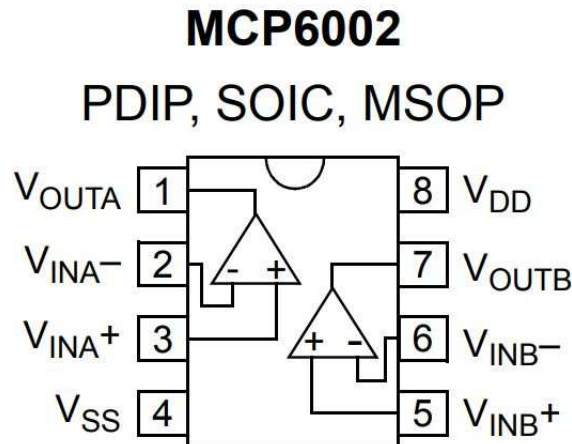 MCP6002
PDIP, SOIC, MSOP
VOUTA 1 8 VDD
VINA– 2 - + 7 VOUTB
VINA+ 3 + - 6 VINB–
VSS 4 5 VINB+